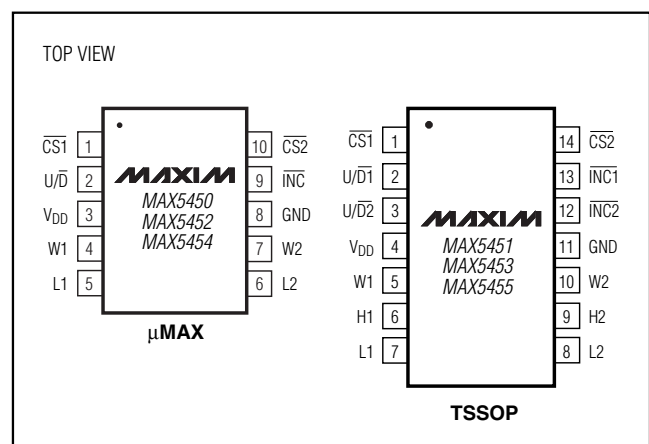 TOP VIEW
CS1 1 10 CS2
U/D 2 9 INC
VDD 3 8 GND
W1 4 7 W2
L1 5 6 L2
MAXIM
MAX5450
MAX5452
MAX5454
µMAX
CS1 1 14 CS2
U/D1 2 13 INC1
U/D2 3 12 INC2
VDD 4 11 GND
W1 5 10 W2
H1 6 9 H2
L1 7 8 L2
MAXIM
MAX5451
MAX5453
MAX5455
TSSOP